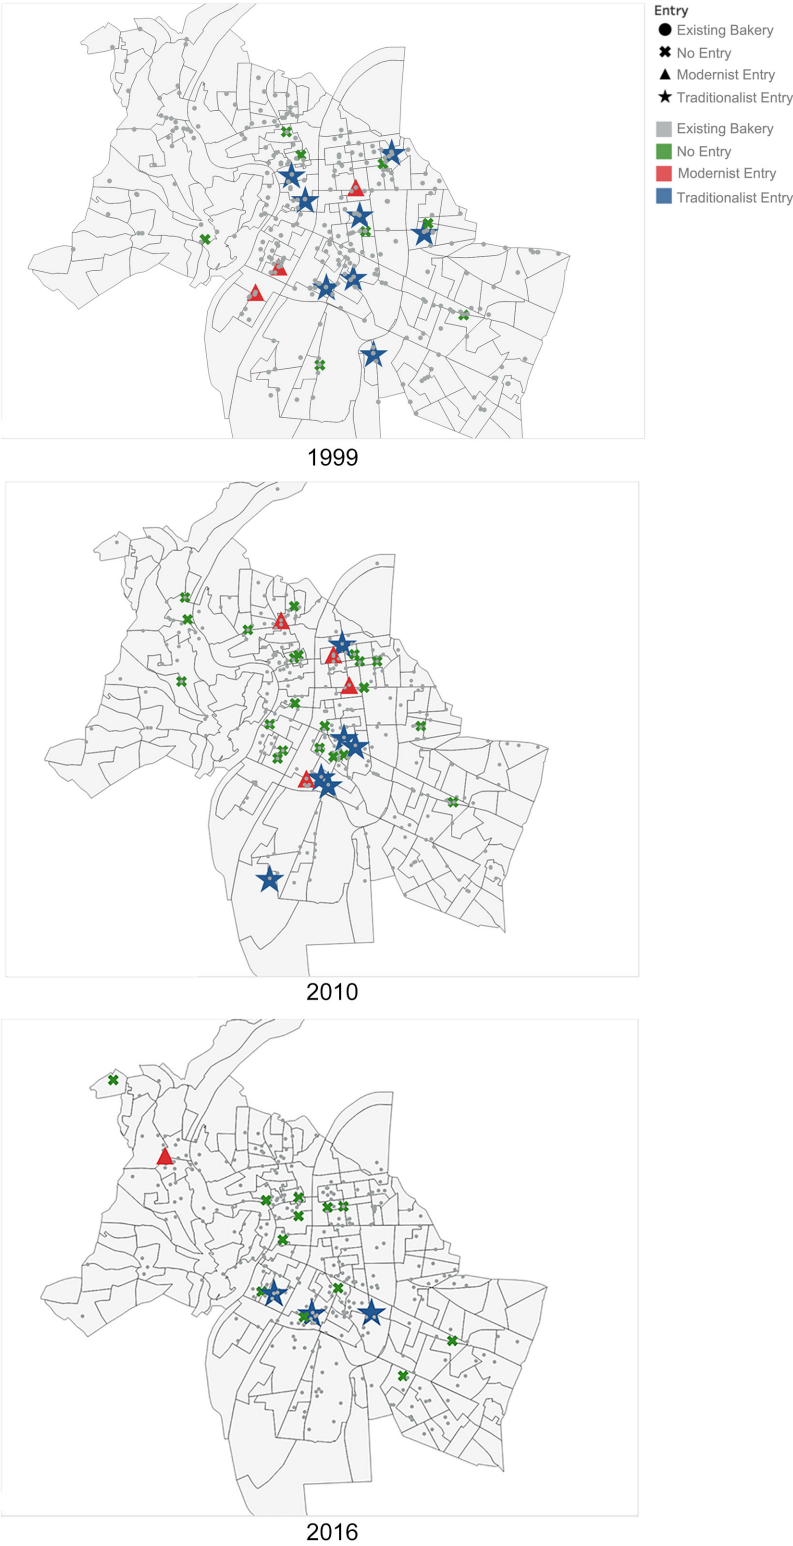 Entry
Existing Bakery
No Entry
Modernist Entry
Traditionalist Entry
Existing Bakery
No Entry
Modernist Entry
Traditionalist Entry
1999
2010
2016